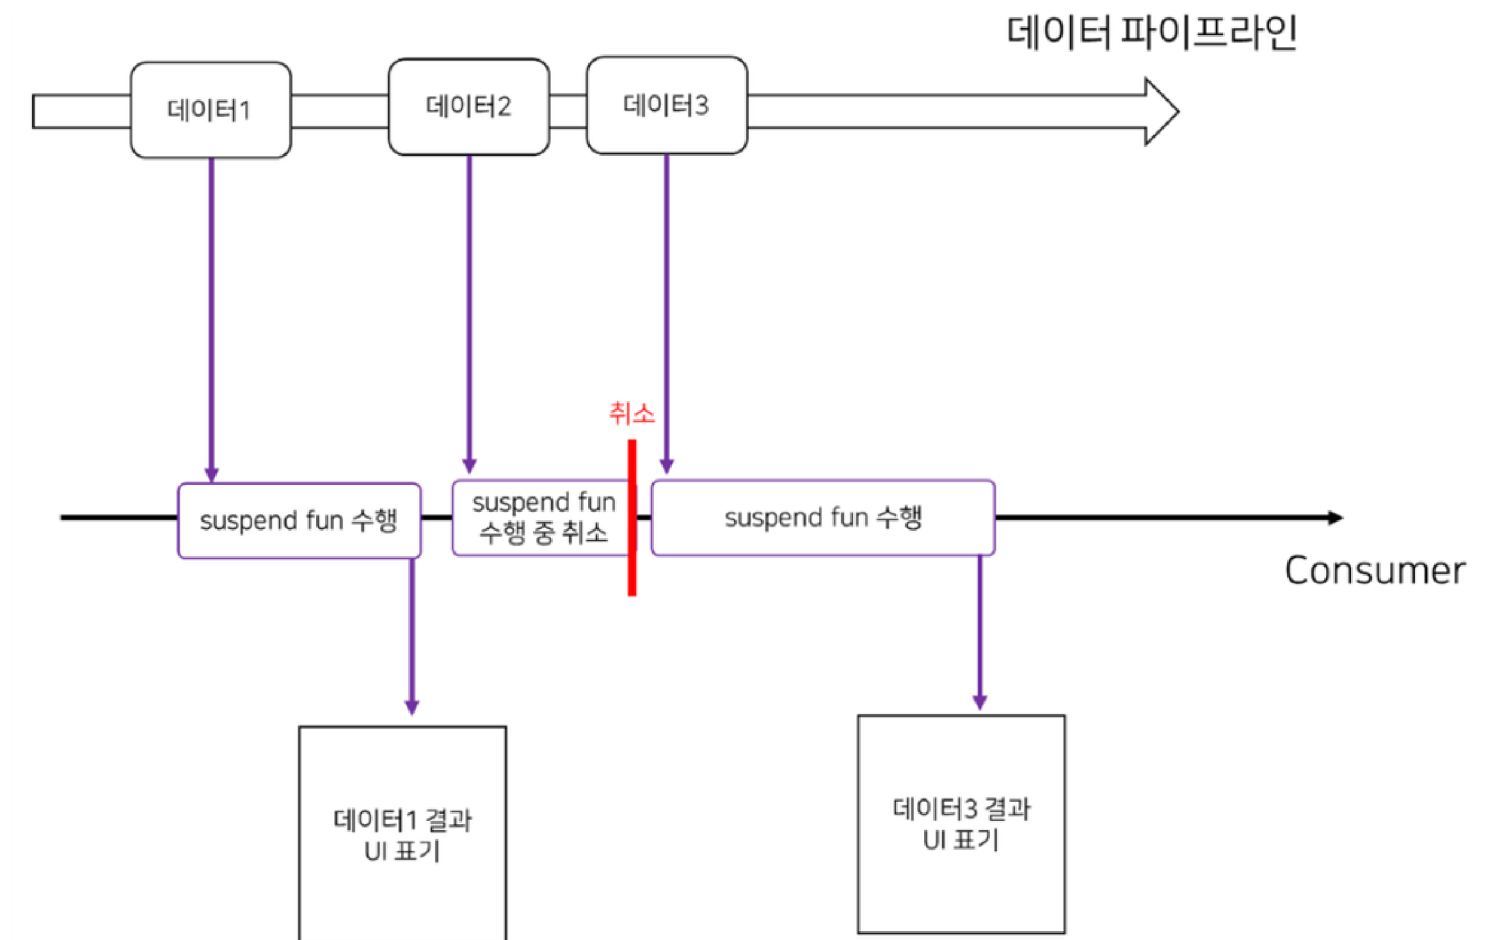 데이터 파이프라인
데이터1
데이터2
데이터3
취소
suspend fun 수행
suspend fun
수행 중 취소
suspend fun 수행
Consumer
데이터1 결과
UI 표기
데이터3 결과
UI 표기